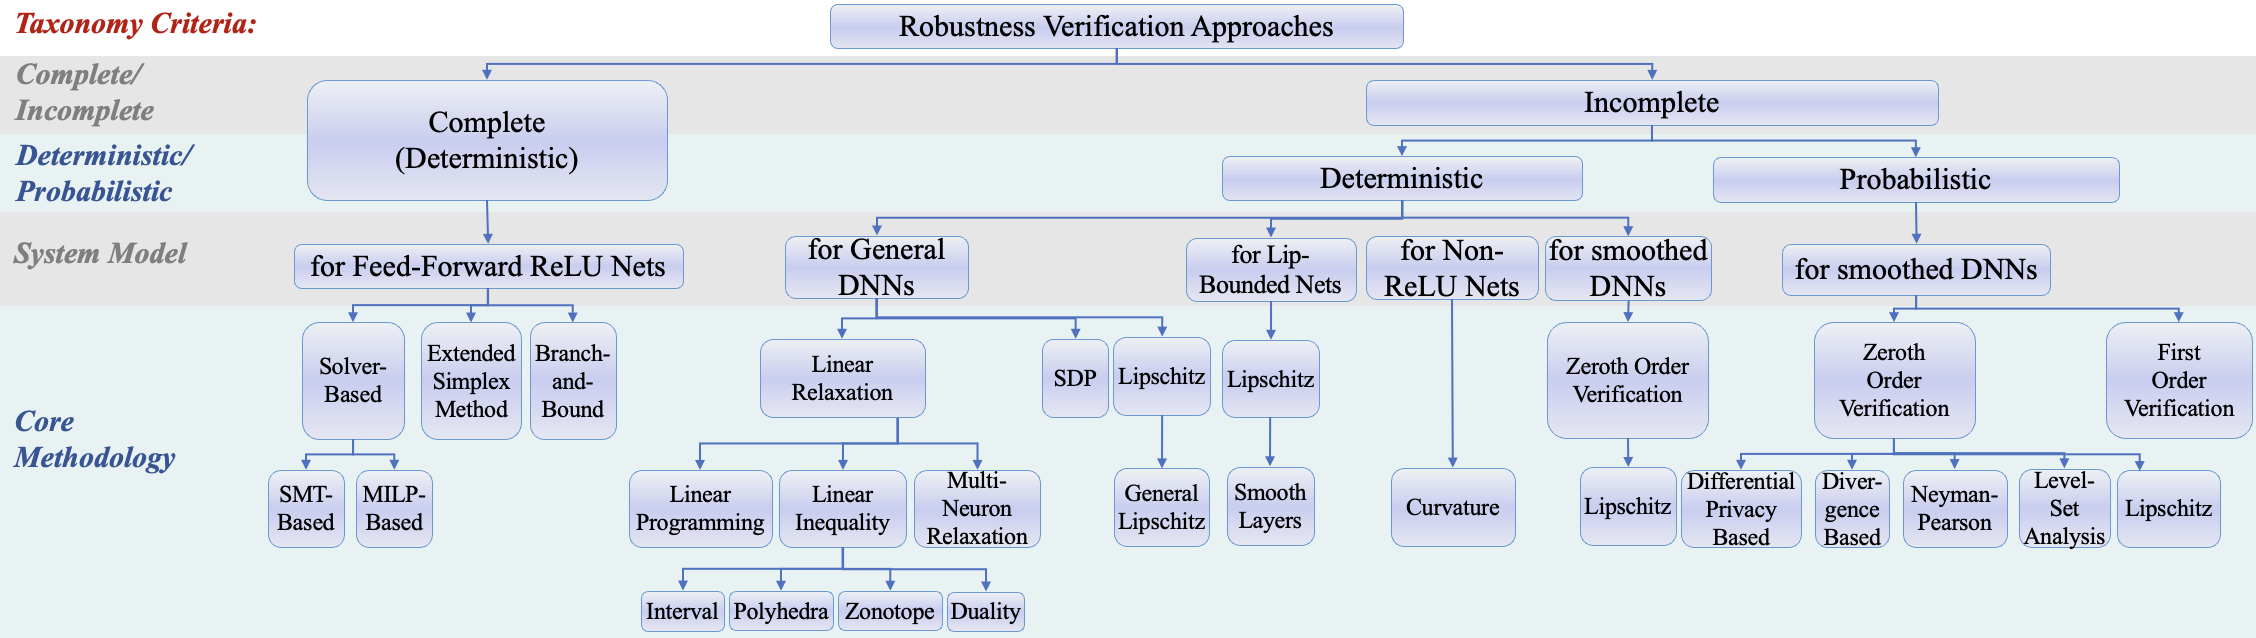 Taxonomy Criteria:
Robustness Verification Approaches
Complete/
Incomplete
Complete
(Deterministic)
Incomplete
Deterministic/
Probabilistic
Deterministic
Probabilistic
System Model
for Feed-Forward ReLU Nets
for General
DNNs
for Lip-
Bounded Nets
for Non-
ReLU Nets
for smoothed
DNNs
for smoothed DNNs
Core
Methodology
Solver-
Based
Extended
Simplex
Method
Branch-
and-
Bound
Linear
Relaxation
SDP
Lipschitz
Lipschitz
Zeroth Order
Verification
Zeroth
Order
Verification
First
Order
Verification
SMT-
Based
MILP-
Based
Linear
Programming
Linear
Inequality
Multi-
Neuron
Relaxation
General
Lipschitz
Smooth
Layers
Curvature
Lipschitz
Differential
Privacy
Based
Diver-
gence
Based
Neyman-
Pearson
Level-
Set
Analysis
Lipschitz
Interval
Polyhedra
Zonotope
Duality